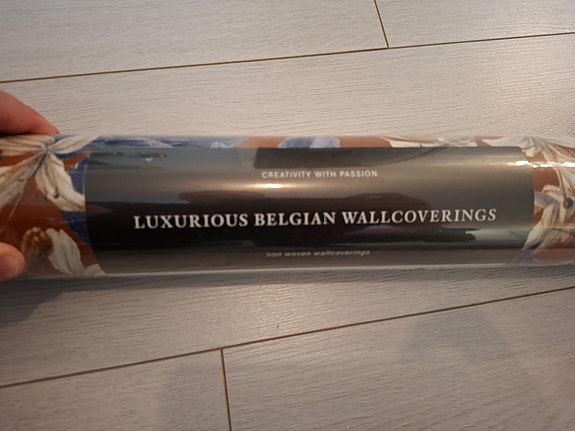 CREATIVITY WITH PASSION
LUXURIOUS BELGIAN WALLCOVERINGS
non woven wallcoverings